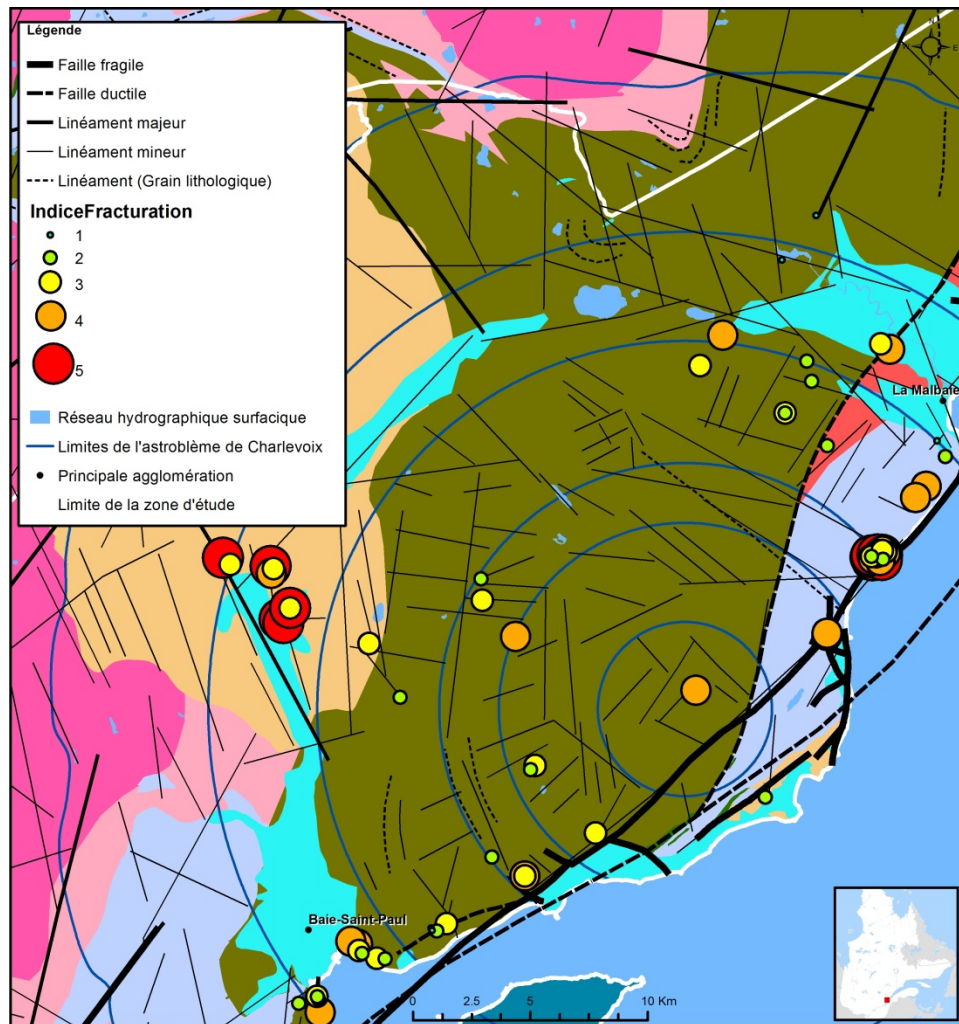 Légende
Faille fragile
Faille ductile
Linéament majeur
Linéament mineur
Linéament (Grain lithologique)
IndiceFracturation
1
2
3
4
5
Réseau hydrographique surfacique
Limites de l'astroblème de Charlevoix
Principale agglomération
Limite de la zone d'étude
N
E
S
La Malbaie
Baie-Saint-Paul
0 2.5 5 10 Km